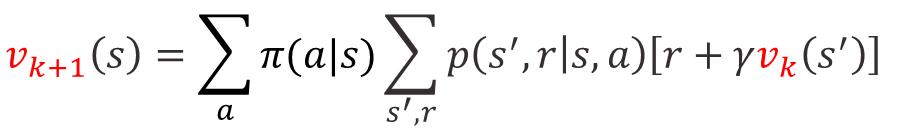 v_{k+1}(s) = ∑_a π(a|s) ∑_{s′,r} p(s′, r|s, a)[r + γv_k(s′)]